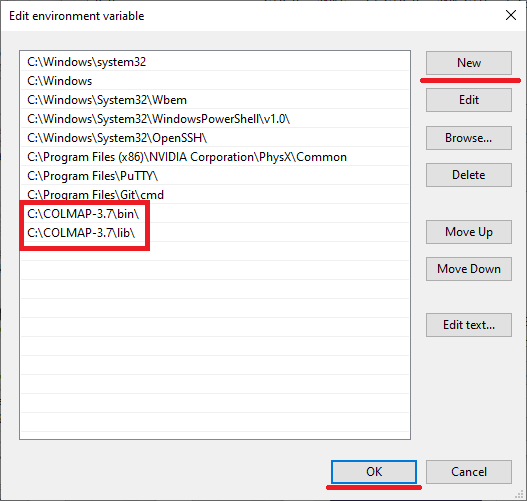 Edit environment variable
C:\Windows\system32
C:\Windows
C:\Windows\System32\Wbem
C:\Windows\System32\WindowsPowerShell\v1.0\
C:\Windows\System32\OpenSSH\
C:\Program Files (x86)\NVIDIA Corporation\PhysX\Common
C:\Program Files\PuTTY\
C:\Program Files\Git\cmd
C:\COLMAP-3.7\bin\
C:\COLMAP-3.7\lib\
New
Edit
Browse...
Delete
Move Up
Move Down
Edit text...
OK
Cancel